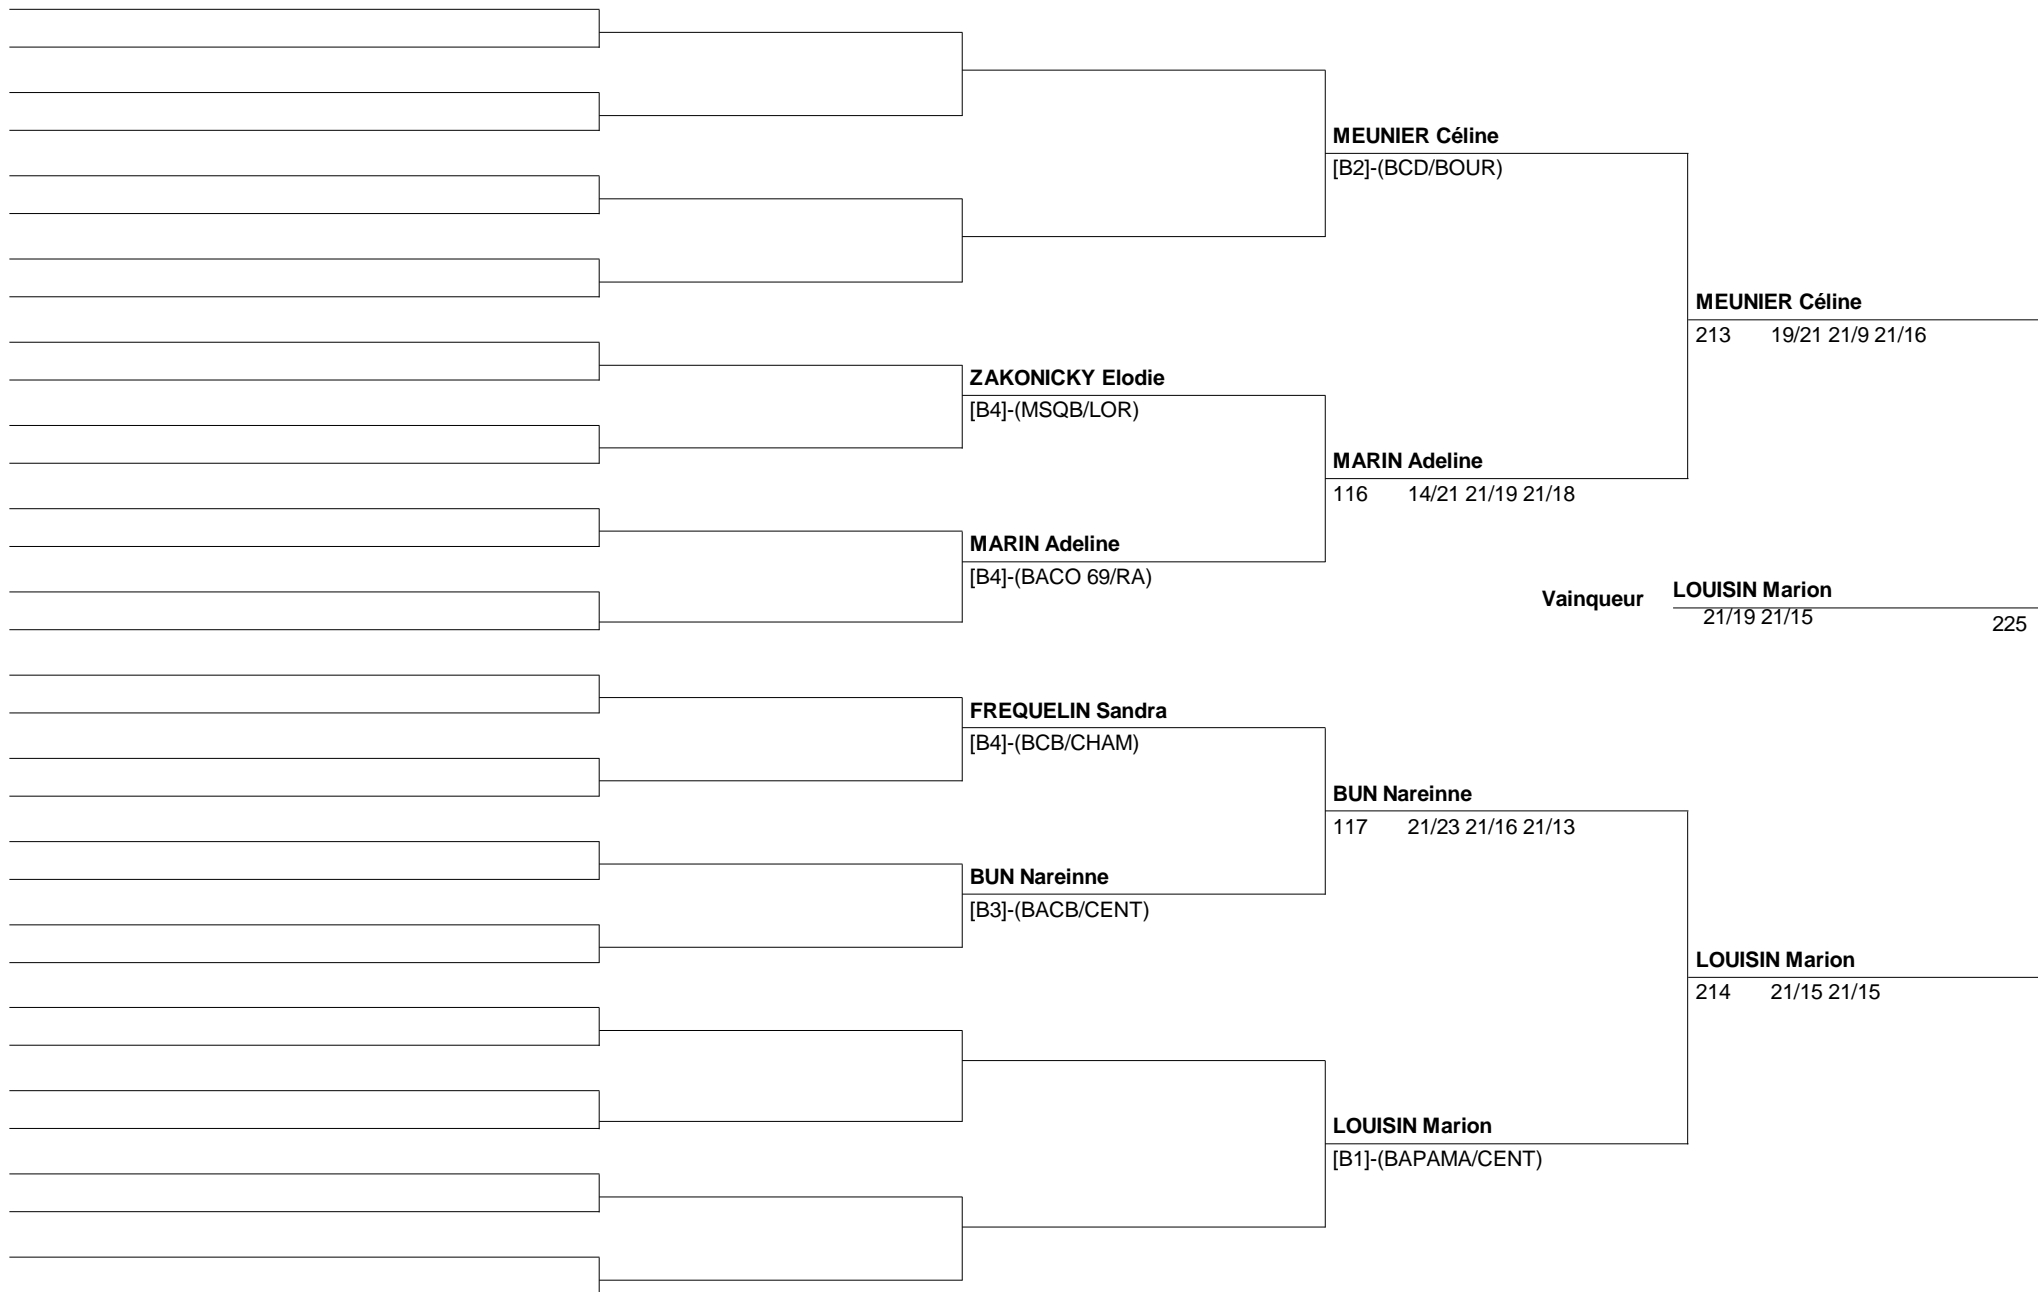 MEUNIER Céline
[B2]-(BCD/BOUR)
MEUNIER Céline
213 19/21 21/9 21/16
ZAKONICKY Elodie
[B4]-(MSQB/LOR)
MARIN Adeline
116 14/21 21/19 21/18
MARIN Adeline
[B4]-(BACO 69/RA)
Vainqueur LOUISIN Marion
21/19 21/15 225
FREQUELIN Sandra
[B4]-(BCB/CHAM)
BUN Nareinne
117 21/23 21/16 21/13
BUN Nareinne
[B3]-(BACB/CENT)
LOUISIN Marion
214 21/15 21/15
LOUISIN Marion
[B1]-(BAPAMA/CENT)